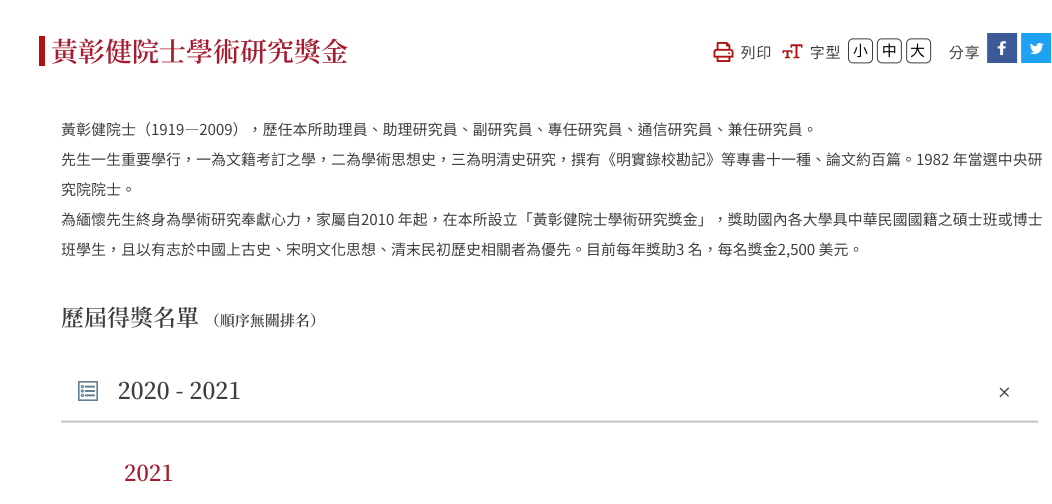 黃彰健院士學術研究獎金
列印 字型 小 中 大 分享
黃彰健院士（1919—2009），歷任本所助理員、助理研究員、副研究員、專任研究員、通信研究員、兼任研究員。
先生一生重要學行，一為文籍考訂之學，二為學術思想史，三為明清史研究，撰有《明實錄校勘記》等專書十一種、論文約百篇。1982 年當選中央研
究院院士。
為緬懷先生終身為學術研究奉獻心力，家屬自2010 年起，在本所設立「黃彰健院士學術研究獎金」，獎助國內各大學具中華民國國籍之碩士班或博士
班學生，且以有志於中國上古史、宋明文化思想、清末民初歷史相關者為優先。目前每年獎助3 名，每名獎金2,500 美元。
歷屆得獎名單 （順序無關排名）
2020 - 2021
2021